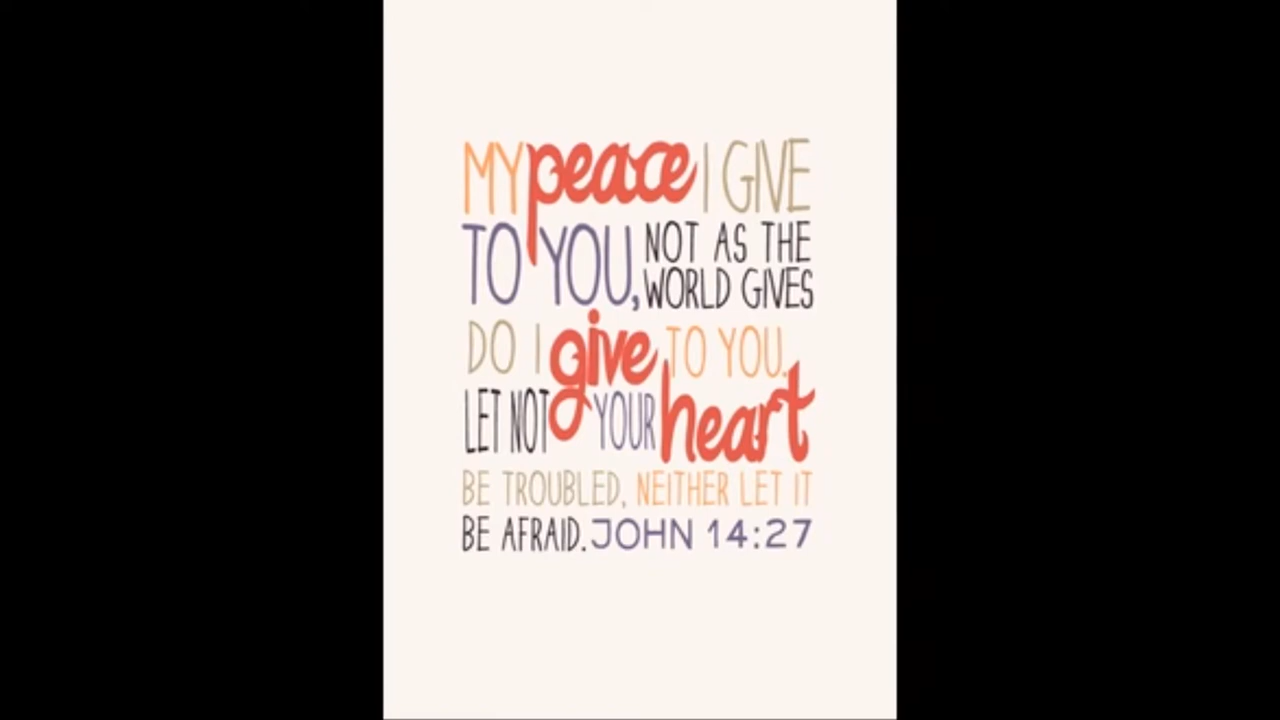 MY peace I GIVE
TO YOU, NOT AS THE
WORLD GIVES
DO I give TO YOU.
LET NOT YOUR heart
BE TROUBLED, NEITHER LET IT
BE AFRAID. JOHN 14:27